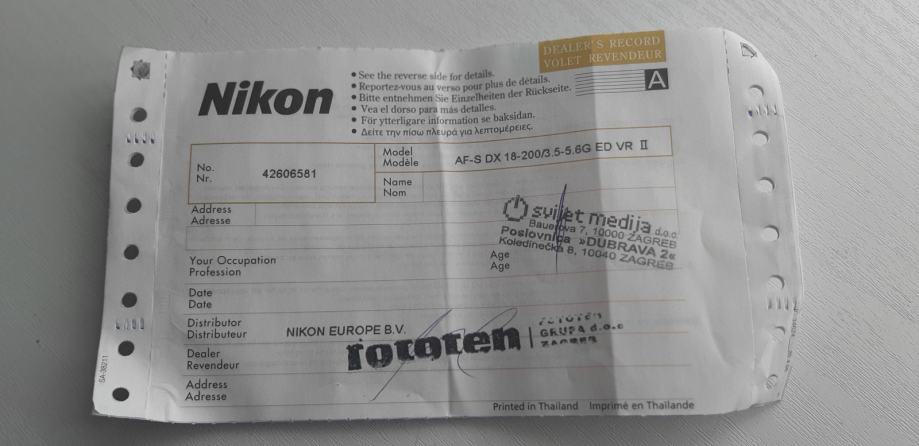 DEALER'S RECORD
VOLET REVENDEUR
A
Nikon
• See the reverse side for details.
• Reportez-vous au verso pour plus de détails.
• Bitte entnehmen Sie Einzelheiten der Rückseite.
• Vea el dorso para más detalles.
• För ytterligare information se baksidan.
• Δείτε την πίσω πλευρά για λεπτομέρειες.
No.
Nr.
42606581
Model
Modèle
AF-S DX 18-200/3.5-5.6G ED VR II
Name
Nom
Address
Adresse
svijet medija d.o.o.
Bauerova 7, 10000 ZAGREB
Poslovnica »DUBRAVA 2«
Koledinečka 8, 10040 ZAGREB
Your Occupation
Profession
Age
Age
Date
Date
Distributor
Distributeur
NIKON EUROPE B.V.
Dealer
Revendeur
fototen
FOTOTEN
GRUPA d.o.o
ZAGREB
Address
Adresse
SA-38211
Printed in Thailand Imprimé en Thaïlande